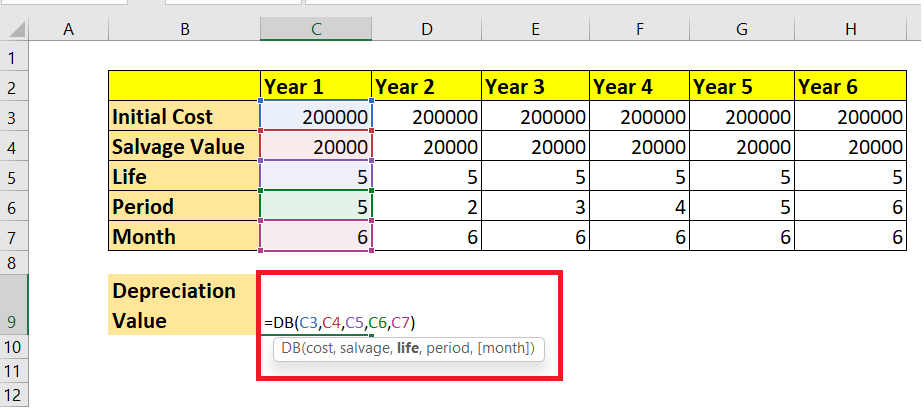 A B C D E F G H
1
2 Year 1 Year 2 Year 3 Year 4 Year 5 Year 6
3 Initial Cost 200000 200000 200000 200000 200000 200000
4 Salvage Value 20000 20000 20000 20000 20000 20000
5 Life 5 5 5 5 5 5
6 Period 5 2 3 4 5 6
7 Month 6 6 6 6 6 6
8
Depreciation
9 Value =DB(C3,C4,C5,C6,C7)
10 DB(cost, salvage, life, period, [month])
11
12